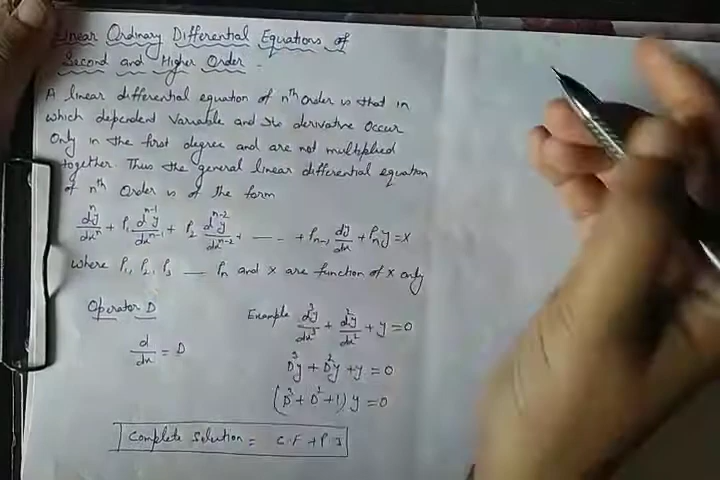 Linear Ordinary Differential Equations of
Second and Higher Order.
A linear differential equation of nth order is that in
which dependent variable and its derivative occur
Only in the first degree and are not multiplied
together. Thus the general linear differential equation
of nth Order is of the form
dⁿy/dxⁿ + P₁ dⁿ⁻¹y/dxⁿ⁻¹ + P₂ dⁿ⁻²y/dxⁿ⁻² + --- + Pₙ₋₁ dy/dx + Pₙy = X
where P₁, P₂, P₃ --- Pₙ and X are function of x only
Operator D
d/dx = D
Example d³y/dx³ + d²y/dx² + y = 0
D³y + D²y + y = 0
(D³ + D² + 1) y = 0
Complete solution = C.F + P.I